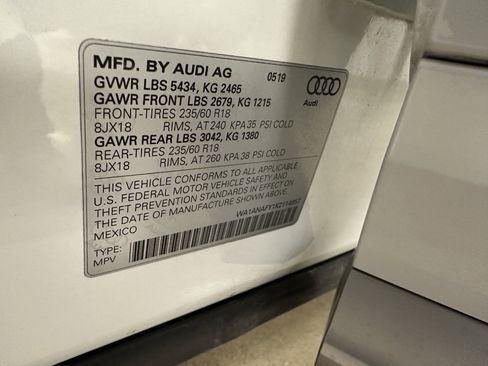 MFD. BY AUDI AG 0519
GVWR LBS 5434, KG 2465
GAWR FRONT LBS 2679, KG 1215
FRONT-TIRES 235/60 R18
8JX18 RIMS, AT 240 KPA 35 PSI COLD
GAWR REAR LBS 3042, KG 1380
REAR-TIRES 235/60 R18
8JX18 RIMS, AT 260 KPA 38 PSI COLD
THIS VEHICLE CONFORMS TO ALL APPLICABLE
U.S. FEDERAL MOTOR VEHICLE SAFETY AND
THEFT PREVENTION STANDARDS IN EFFECT ON
THE DATE OF MANUFACTURE SHOWN ABOVE.
MEXICO
TYPE:
MPV
Audi